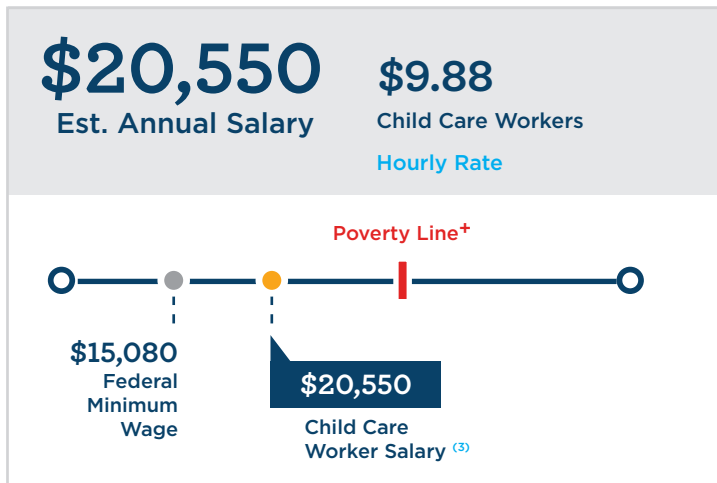 $20,550
Est. Annual Salary
$9.88
Child Care Workers
Hourly Rate
Poverty Line+
$15,080
Federal
Minimum
Wage
$20,550
Child Care
Worker Salary (3)